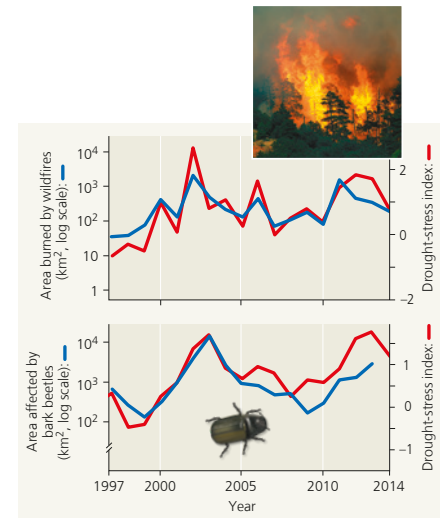 Area burned by wildfires
(km², log scale):
10⁴
10³
10²
10
1
2
0
–2
Drought-stress index:
Area affected by
bark beetles
(km², log scale):
10⁴
10³
10²
1
0
–1
Drought-stress index:
1997
2000
2005
2010
2014
Year